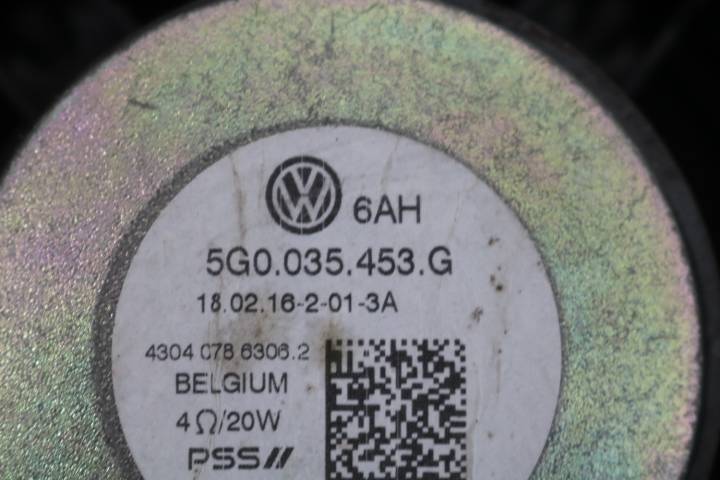 6AH
5G0.035.453.G
18.02.16-2-01-3A
4304 078 6306.2
BELGIUM
4Ω/20W
PSS//